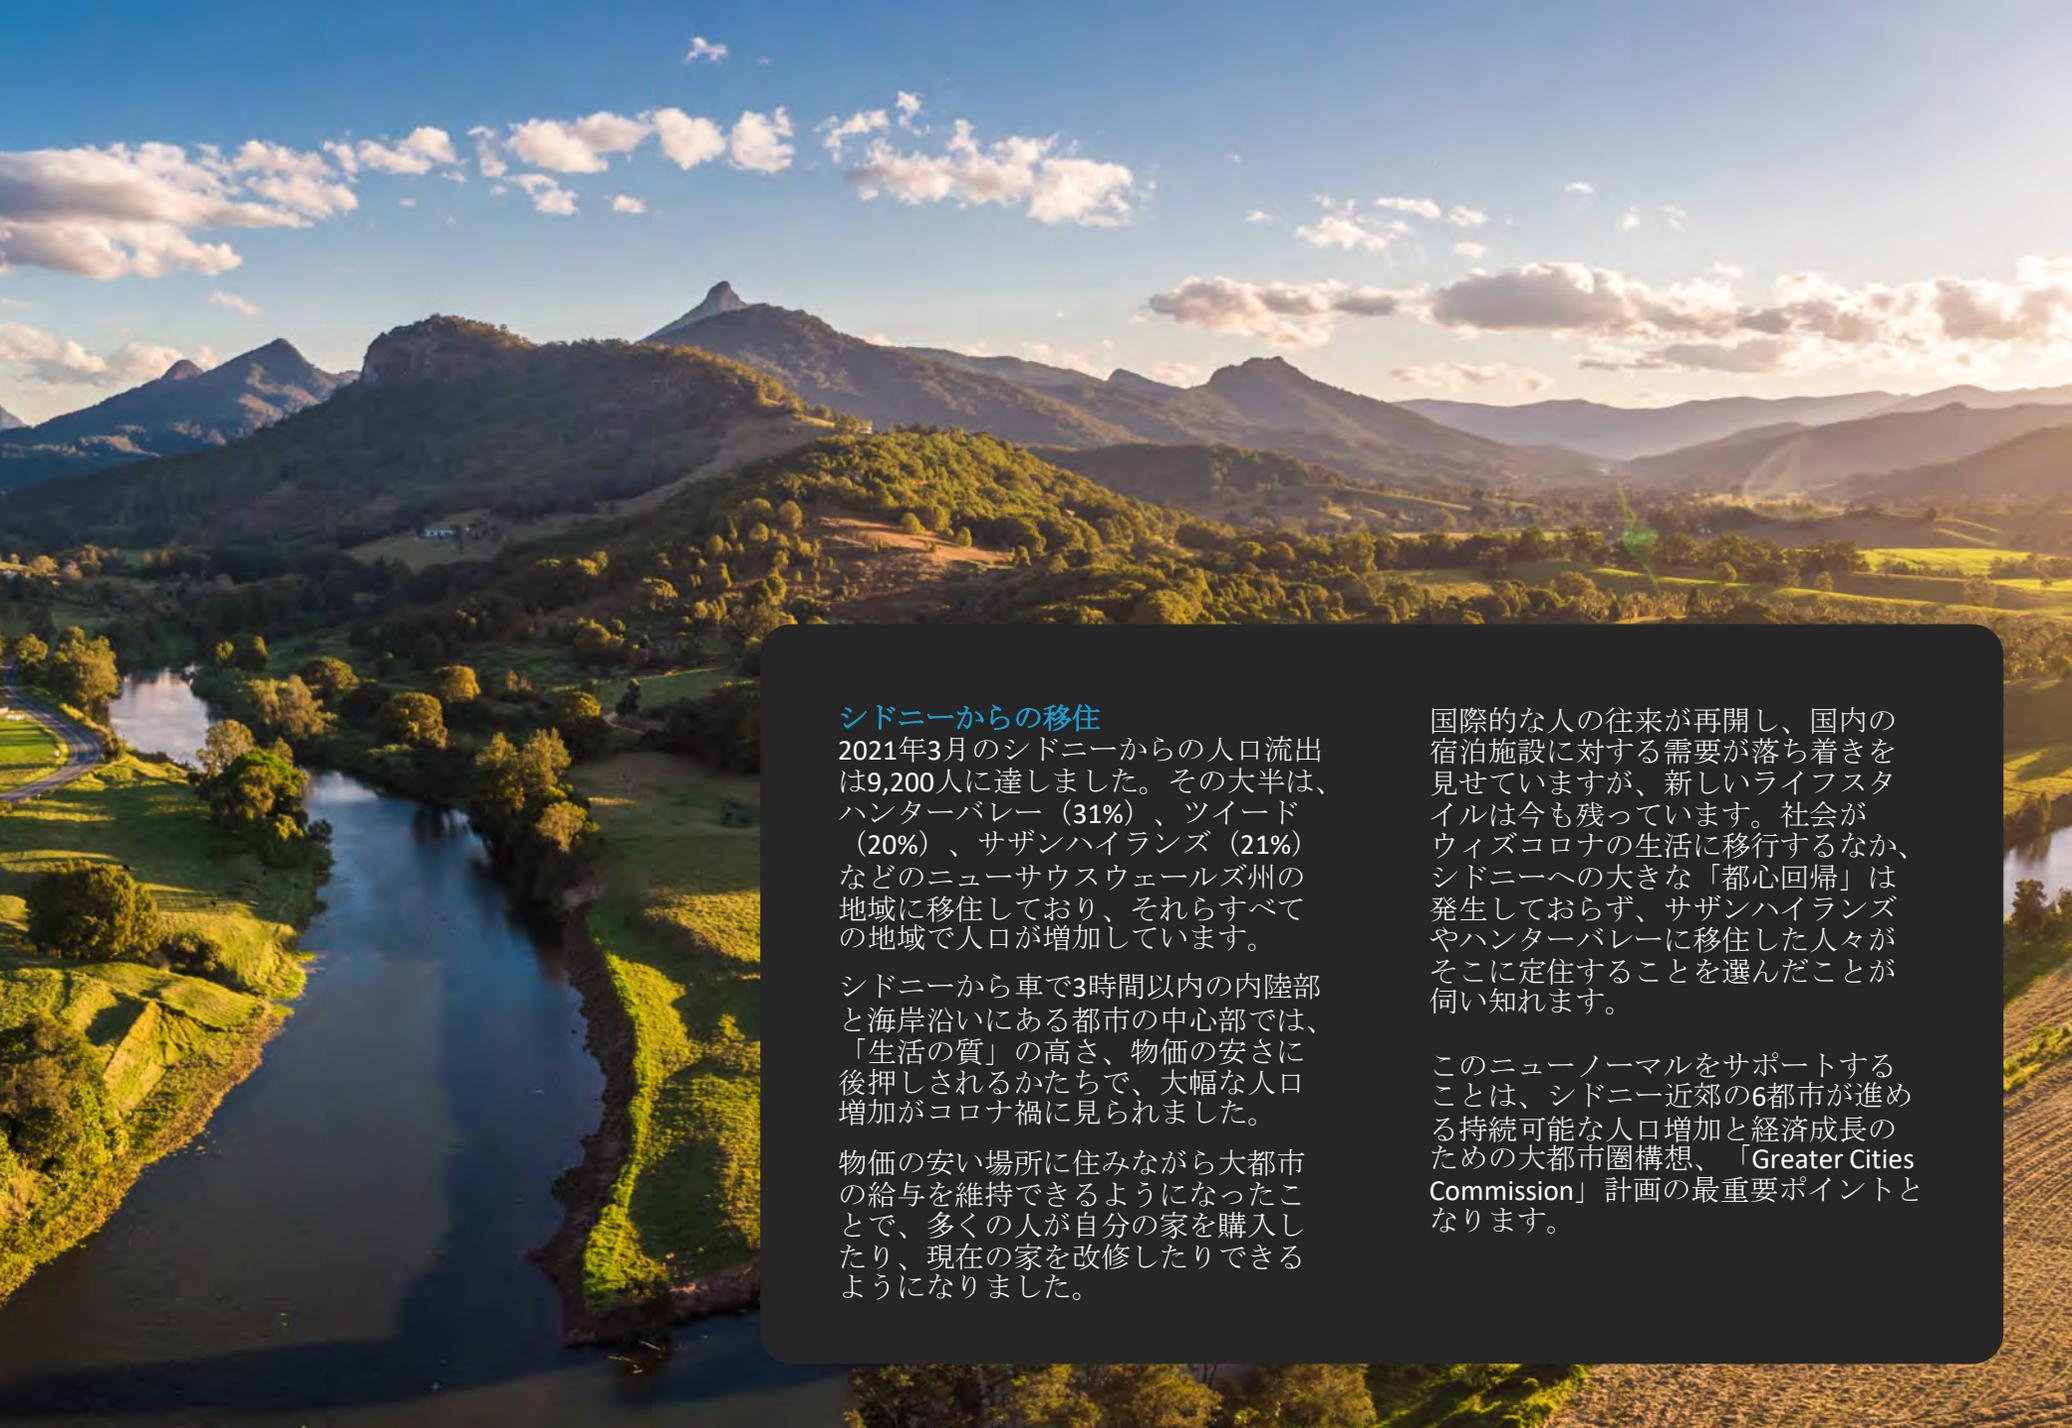 シドニーからの移住
2021年3月のシドニーからの人口流出
は9,200人に達しました。その大半は、
ハンターバレー（31%）、ツイード
（20%）、サザンハイランズ（21%）
などのニューサウスウェールズ州の
地域に移住しており、それらすべて
の地域で人口が増加しています。
シドニーから車で3時間以内の内陸部
と海岸沿いにある都市の中心部では、
「生活の質」の高さ、物価の安さに
後押しされるかたちで、大幅な人口
増加がコロナ禍に見られました。
物価の安い場所に住みながら大都市
の給与を維持できるようになったこ
とで、多くの人が自分の家を購入し
たり、現在の家を改修したりできる
ようになりました。
国際的な人の往来が再開し、国内の
宿泊施設に対する需要が落ち着きを
見せていますが、新しいライフスタ
イルは今も残っています。社会が
ウィズコロナの生活に移行するなか、
シドニーへの大きな「都心回帰」は
発生しておらず、サザンハイランズ
やハンターバレーに移住した人々が
そこに定住することを選んだことが
伺い知れます。
このニューノーマルをサポートする
ことは、シドニー近郊の6都市が進め
る持続可能な人口増加と経済成長の
ための大都市圏構想、「Greater Cities
Commission」計画の最重要ポイントと
なります。